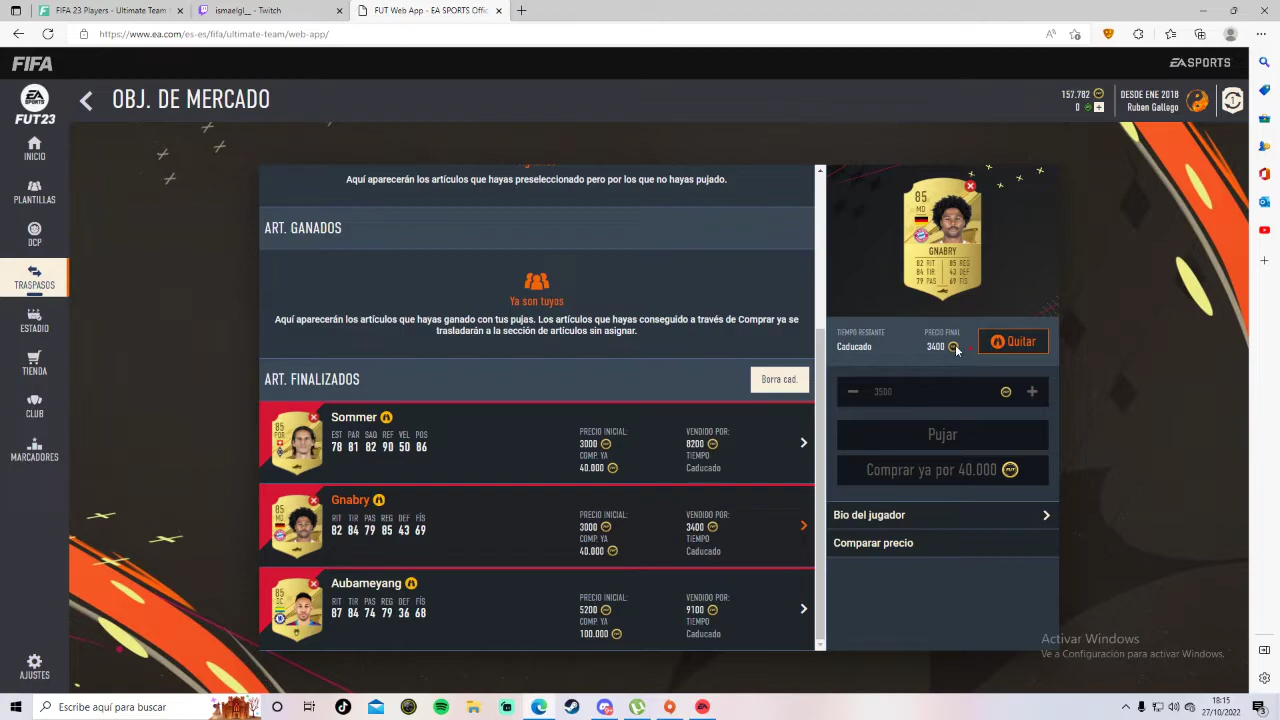 FIFA 23 Players - Ultimate Team
ismaelgl_ - Twitch
FUT Web App - EA SPORTS Offici
https://www.ea.com/es-es/fifa/ultimate-team/web-app/
FIFA
EA SPORTS
EA SPORTS
FUT23
OBJ. DE MERCADO
157.782
0
DESDE ENE 2018
Ruben Gallego
INICIO
PLANTILLAS
DCP
TRASPASOS
ESTADIO
TIENDA
CLUB
MARCADORES
AJUSTES
Aquí aparecerán los artículos que hayas preseleccionado pero por los que no hayas pujado.
ART. GANADOS
Ya son tuyos
Aquí aparecerán los artículos que hayas ganado con tus pujas. Los artículos que hayas conseguido a través de Comprar ya se
trasladarán a la sección de artículos sin asignar.
ART. FINALIZADOS
Borra cad.
85
POR
Sommer
EST PAR SAQ REF VEL POS
78 81 82 90 50 86
PRECIO INICIAL:
3000
COMP. YA
40.000
VENDIDO POR:
8200
TIEMPO
Caducado
85
MD
Gnabry
RIT TIR PAS REG DEF FÍS
82 84 79 85 43 69
PRECIO INICIAL:
3000
COMP. YA
40.000
VENDIDO POR:
3400
TIEMPO
Caducado
85
Aubameyang
RIT TIR PAS REG DEF FÍS
87 84 74 79 36 68
PRECIO INICIAL:
5200
COMP. YA
100.000
VENDIDO POR:
9100
TIEMPO
Caducado
85
MD
GNABRY
82 RIT 85 REG
84 TIR 43 DEF
79 PAS 69 FÍS
TIEMPO RESTANTE
Caducado
PRECIO FINAL
3400
Quitar
3500
Pujar
Comprar ya por 40.000
Bio del jugador
Comparar precio
Activar Windows
Ve a Configuración para activar Windows.
Escribe aquí para buscar
18:15
27/10/2022